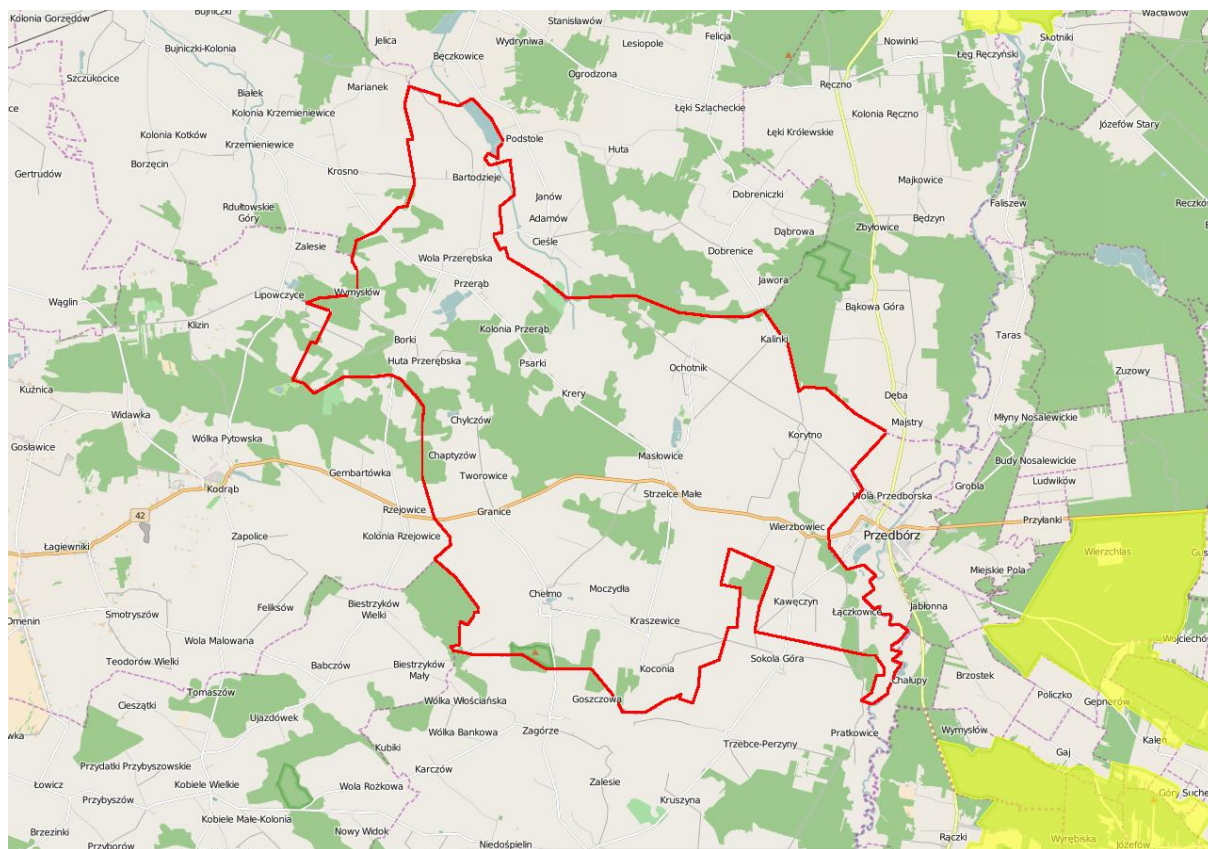 Kolonia Gorzędów
Bujniczki
Stanisławów
Wacławów
Jelica
Wydryniwa
Felicja
Skotniki
Bujniczki-Kolonia
Lesiopole
Nowinki
Bęczkowice
Łęg Ręczyński
Szczukocice
Ogrodzona
Marianek
Ręczno
Białek
Łęki Szlacheckie
Kolonia Krzemieniewice
Kolonia Ręczno
Józefów Stary
Kolonia Kotków
Podstole
Łęki Królewskie
Krzemieniewice
Huta
Borzęcin
Krosno
Gertrudów
Bartodzieje
Majkowice
Janów
Dobreniczki
Reczków
Rdułtowskie
Góry
Faliszew
Adamów
Będzyn
Zbyłowice
Dąbrowa
Zalesie
Cieśle
Dobrenice
Wola Przerębska
Jawora
Przerąb
Lipowczyce
Wymysłów
Wąglin
Bąkowa Góra
Klizin
Kolonia Przerąb
Taras
Borki
Kalinki
Huta Przerębska
Psarki
Ochotnik
Zuzowy
Kuźnica
Krery
Dęba
Widawka
Młyny Nosalewickie
Chylczów
Majstry
Wólka Pytowska
Korytno
Gosławice
Chaptyzów
Masłowice
Budy Nosalewickie
Gembartówka
Tworowice
Ludwików
Kodrąb
Grobla
Strzelce Małe
Wola Przedborska
Rzejowice
Granice
42
Przyłanki
Wierzbowiec
Zapolice
Kolonia Rzejowice
Przedbórz
Łagiewniki
Wierzchlas
Miejskie Pola
Moczydła
Chełmo
Feliksów
Biestrzyków
Wielki
Kawęczyn
Jabłonna
Smotryszów
Łączkowice
Kraszewice
Wola Malowana
Teodorów Wielki
Babczów
Biestrzyków
Mały
Koconia
Sokola Góra
Brzostek
Chałupy
Tomaszów
Policzko
Cieszątki
Wólka Włościańska
Goszczowa
Gepnerów
Ujazdówek
Wólka Bankowa
Zagórze
Pratkowice
Wymysłów
Kaleń
Trzebce-Perzyny
Kubiki
Gaj
Przydatki Przybyszowskie
Karczów
Łowicz
Kobiele Wielkie
Wola Rożkowa
Zalesie
Przybyszów
Kruszyna
Kobiele Małe-Kolonia
Brzezinki
Nowy Widok
Rączki
Wyrębiska
Niedośpielin
Józefów
Przyborów